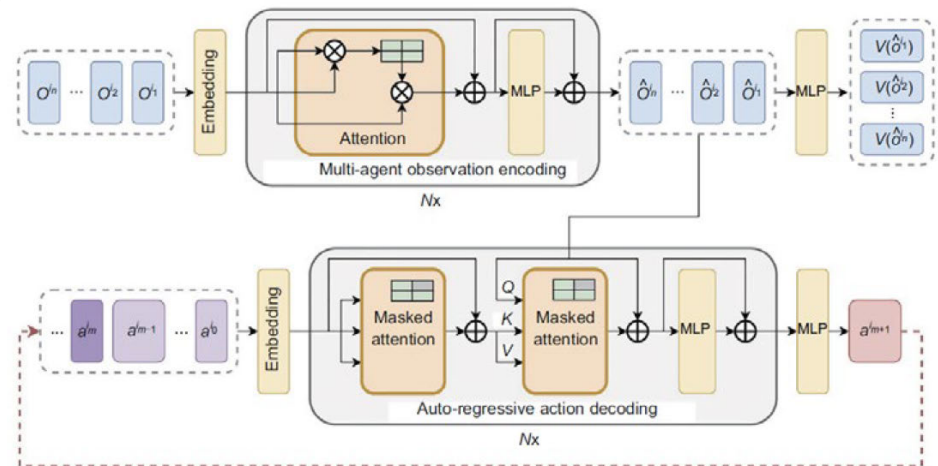 O^{i_n} ... O^{i_2} O^{i_1}
Embedding
Attention
MLP
Multi-agent observation encoding
Nx
Ô^{i_n} ... Ô^{i_2} Ô^{i_1}
MLP
V(ô^{i_1})
V(ô^{i_2})
⋮
V(ô^{i_n})
... a^{i_m} a^{i_{m-1}} ... a^{i_0}
Embedding
Masked
attention
Q
K
V
Masked
attention
MLP
Auto-regressive action decoding
Nx
MLP
a^{i_{m+1}}